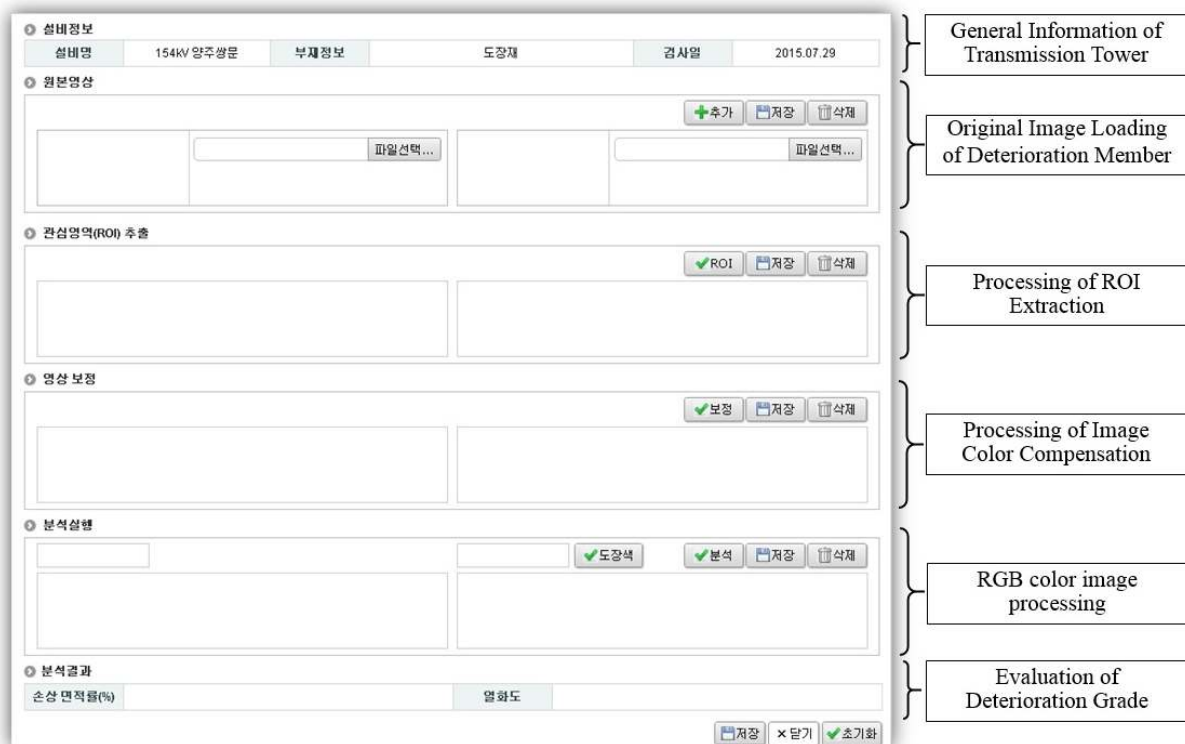 설비정보
General Information of
Transmission Tower
설비명 154kV 양주쌍문 부재정보 도장재 검사일 2015.07.29
원본영상
추가 저장 삭제
파일선택... 파일선택...
Original Image Loading
of Deterioration Member
관심영역(ROI) 추출
ROI 저장 삭제
Processing of ROI
Extraction
영상 보정
보정 저장 삭제
Processing of Image
Color Compensation
분석실행
도장색 분석 저장 삭제
RGB color image
processing
분석결과
손상 면적률(%) 열화도
Evaluation of
Deterioration Grade
저장 × 닫기 초기화